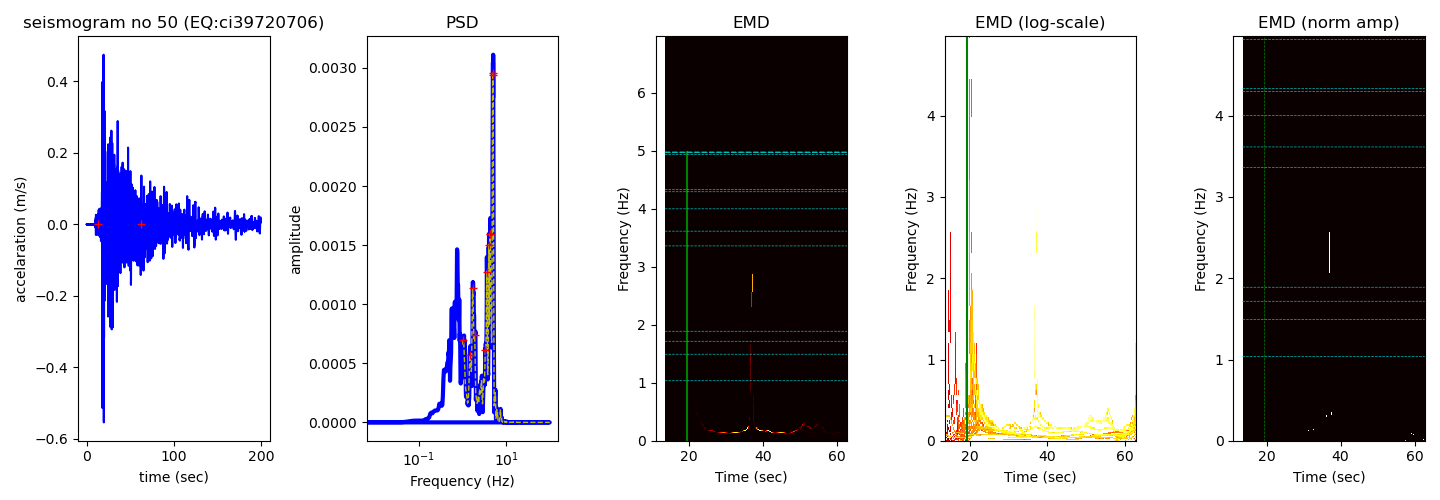 seismogram no 50 (EQ:ci39720706)
PSD
EMD
EMD (log-scale)
EMD (norm amp)
accelaration (m/s)
0.4
0.2
0.0
−0.2
−0.4
−0.6
0
100
200
time (sec)
amplitude
0.0030
0.0025
0.0020
0.0015
0.0010
0.0005
0.0000
10⁻¹
10¹
Frequency (Hz)
Frequency (Hz)
6
5
4
3
2
1
0
20
40
60
Time (sec)
Frequency (Hz)
4
3
2
1
0
20
40
60
Time (sec)
Frequency (Hz)
4
3
2
1
0
20
40
60
Time (sec)